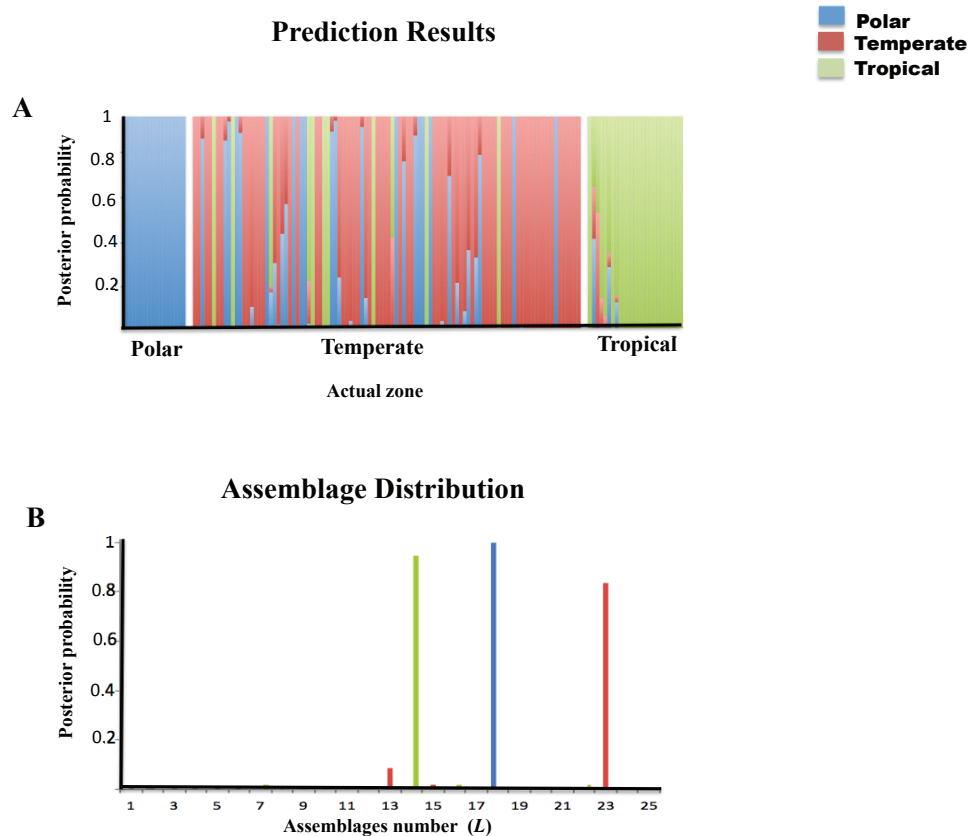 Prediction Results
Polar
Temperate
Tropical
A
Posterior probability
1
0.8
0.6
0.4
0.2
Polar Temperate Tropical
Actual zone
Assemblage Distribution
B
Posterior probability
1
0.8
0.6
0.4
0.2
1 3 5 7 9 11 13 15 17 19 21 23 25
Assemblages number (L)